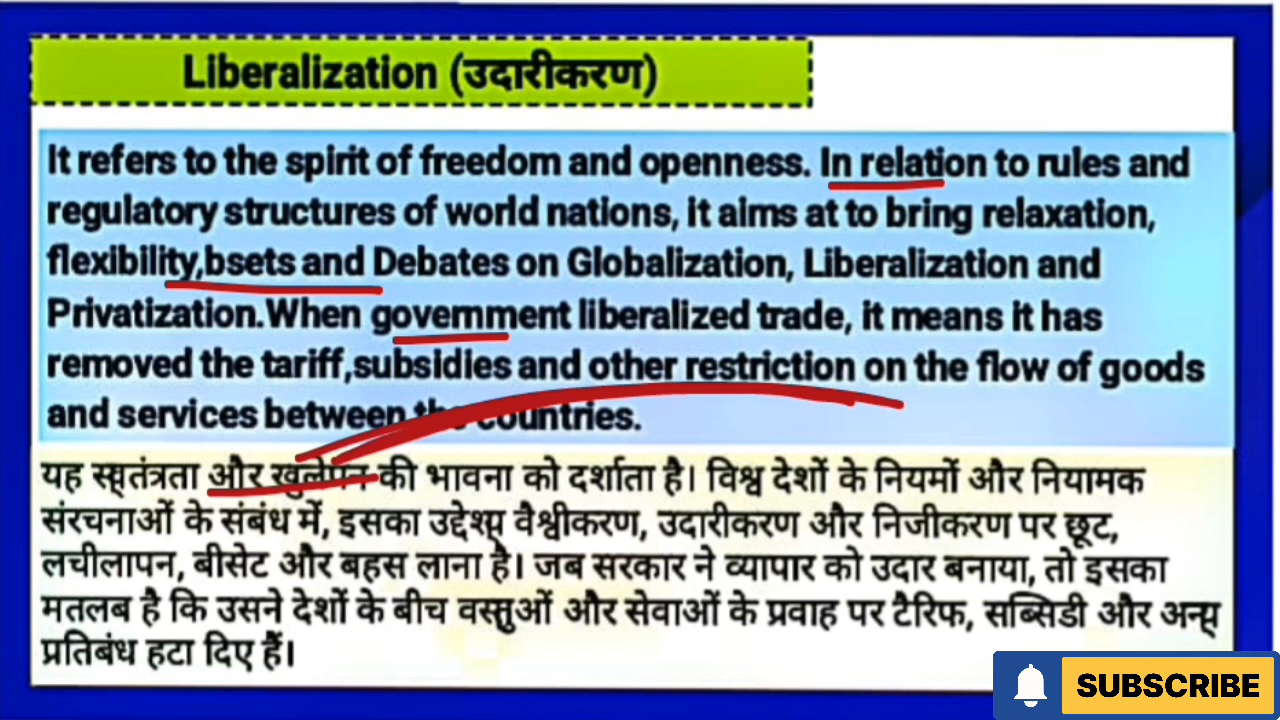 Liberalization (उदारीकरण)
It refers to the spirit of freedom and openness. In relation to rules and
regulatory structures of world nations, it aims at to bring relaxation,
flexibility,bsets and Debates on Globalization, Liberalization and
Privatization.When government liberalized trade, it means it has
removed the tariff,subsidies and other restriction on the flow of goods
and services between the countries.
यह स्वतंत्रता और खुलेपन की भावना को दर्शाता है। विश्व देशों के नियमों और नियामक
संरचनाओं के संबंध में, इसका उद्देश्य वैश्वीकरण, उदारीकरण और निजीकरण पर छूट,
लचीलापन, बीसेट और बहस लाना है। जब सरकार ने व्यापार को उदार बनाया, तो इसका
मतलब है कि उसने देशों के बीच वस्तुओं और सेवाओं के प्रवाह पर टैरिफ, सब्सिडी और अन्य
प्रतिबंध हटा दिए हैं।
SUBSCRIBE